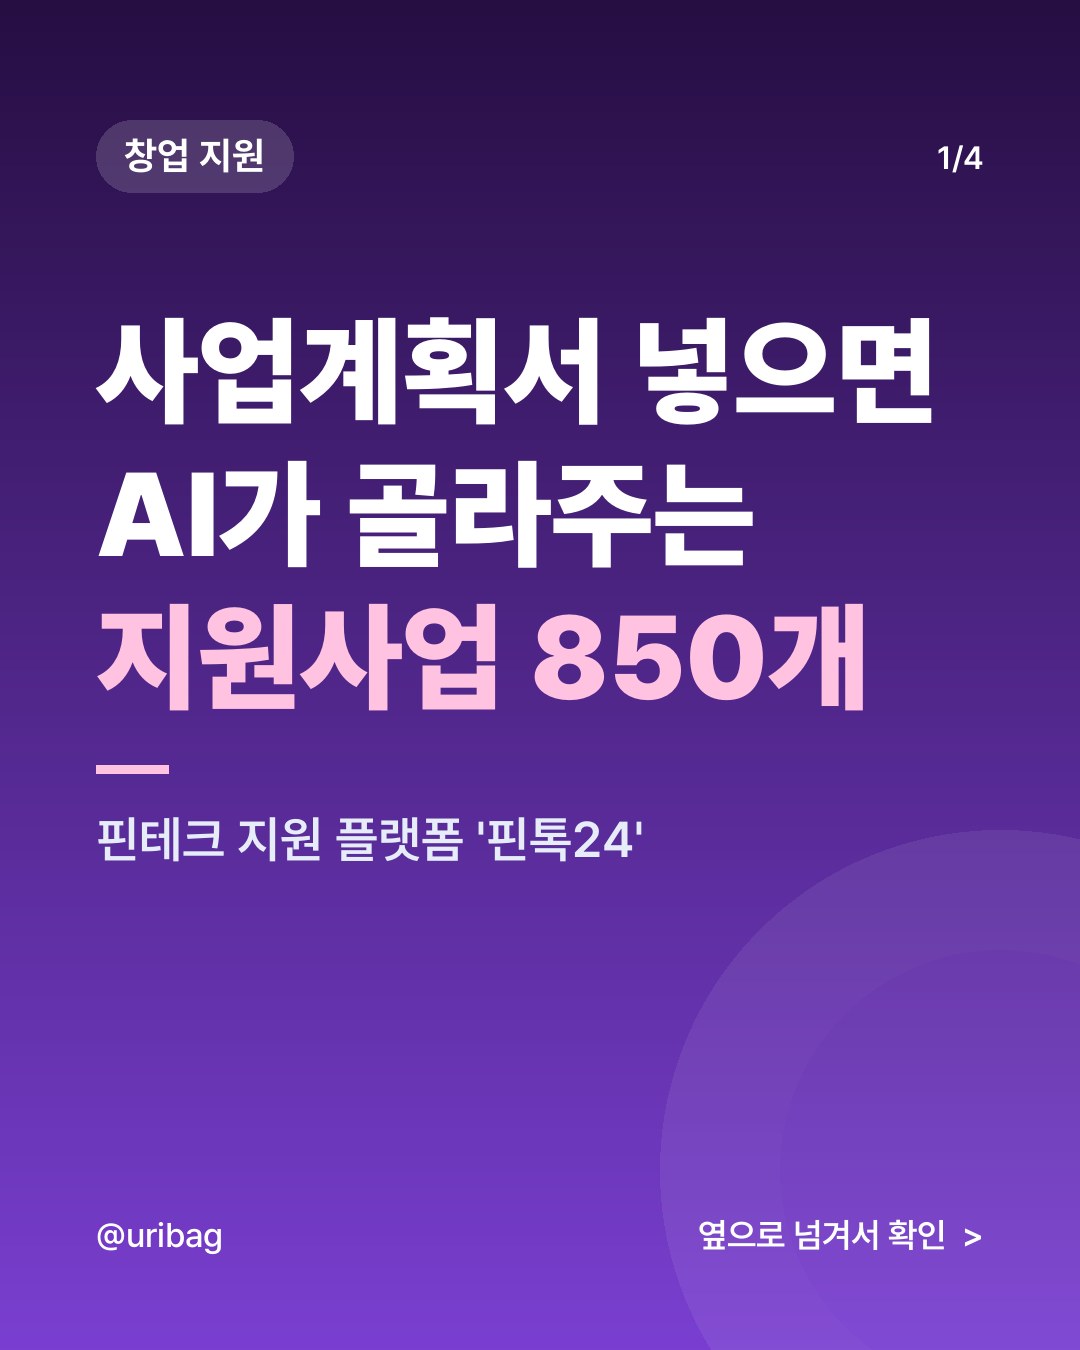 창업 지원
1/4
사업계획서 넣으면
AI가 골라주는
지원사업 850개
핀테크 지원 플랫폼 '핀톡24'
@uribag
옆으로 넘겨서 확인 >